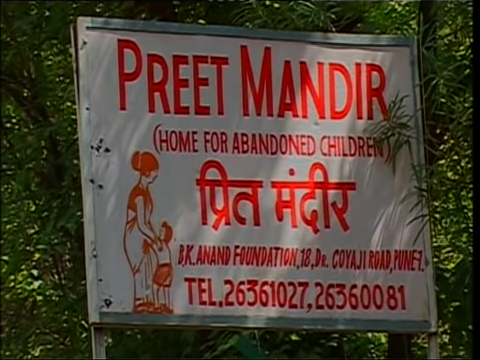 PREET MANDIR
(HOME FOR ABANDONED CHILDREN)
प्रित मंदीर
B.K. ANAND FOUNDATION, 18, DR. COYAJI ROAD, PUNE-1.
TEL. 26361027, 26360081